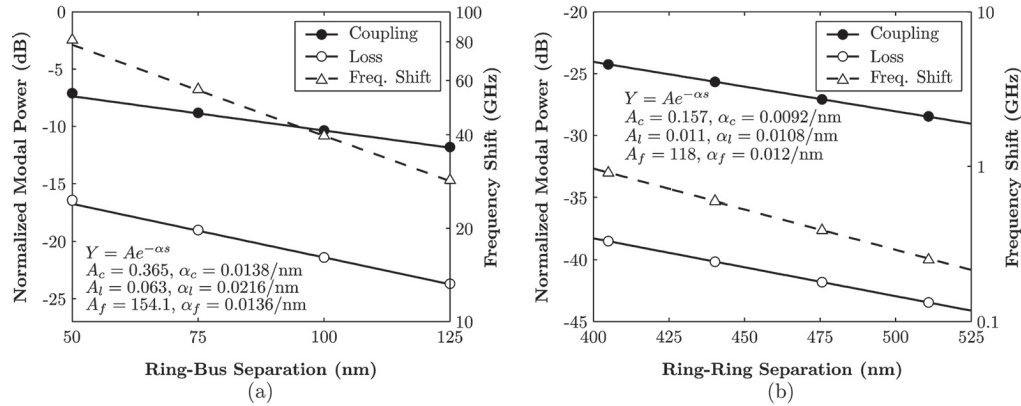 0
-5
-10
-15
-20
-25
100
80
60
40
20
10
50
75
100
125
Normalized Modal Power (dB)
Frequency Shift (GHz)
Coupling
Loss
Freq. Shift
Y = Ae^{−αs}
A_c = 0.365, α_c = 0.0138/nm
A_l = 0.063, α_l = 0.0216/nm
A_f = 154.1, α_f = 0.0136/nm
Ring-Bus Separation (nm)
(a)
-20
-25
-30
-35
-40
-45
10
1
0.1
400
425
450
475
500
525
Normalized Modal Power (dB)
Frequency Shift (GHz)
Coupling
Loss
Freq. Shift
Y = Ae^{−αs}
A_c = 0.157, α_c = 0.0092/nm
A_l = 0.011, α_l = 0.0108/nm
A_f = 118, α_f = 0.012/nm
Ring-Ring Separation (nm)
(b)